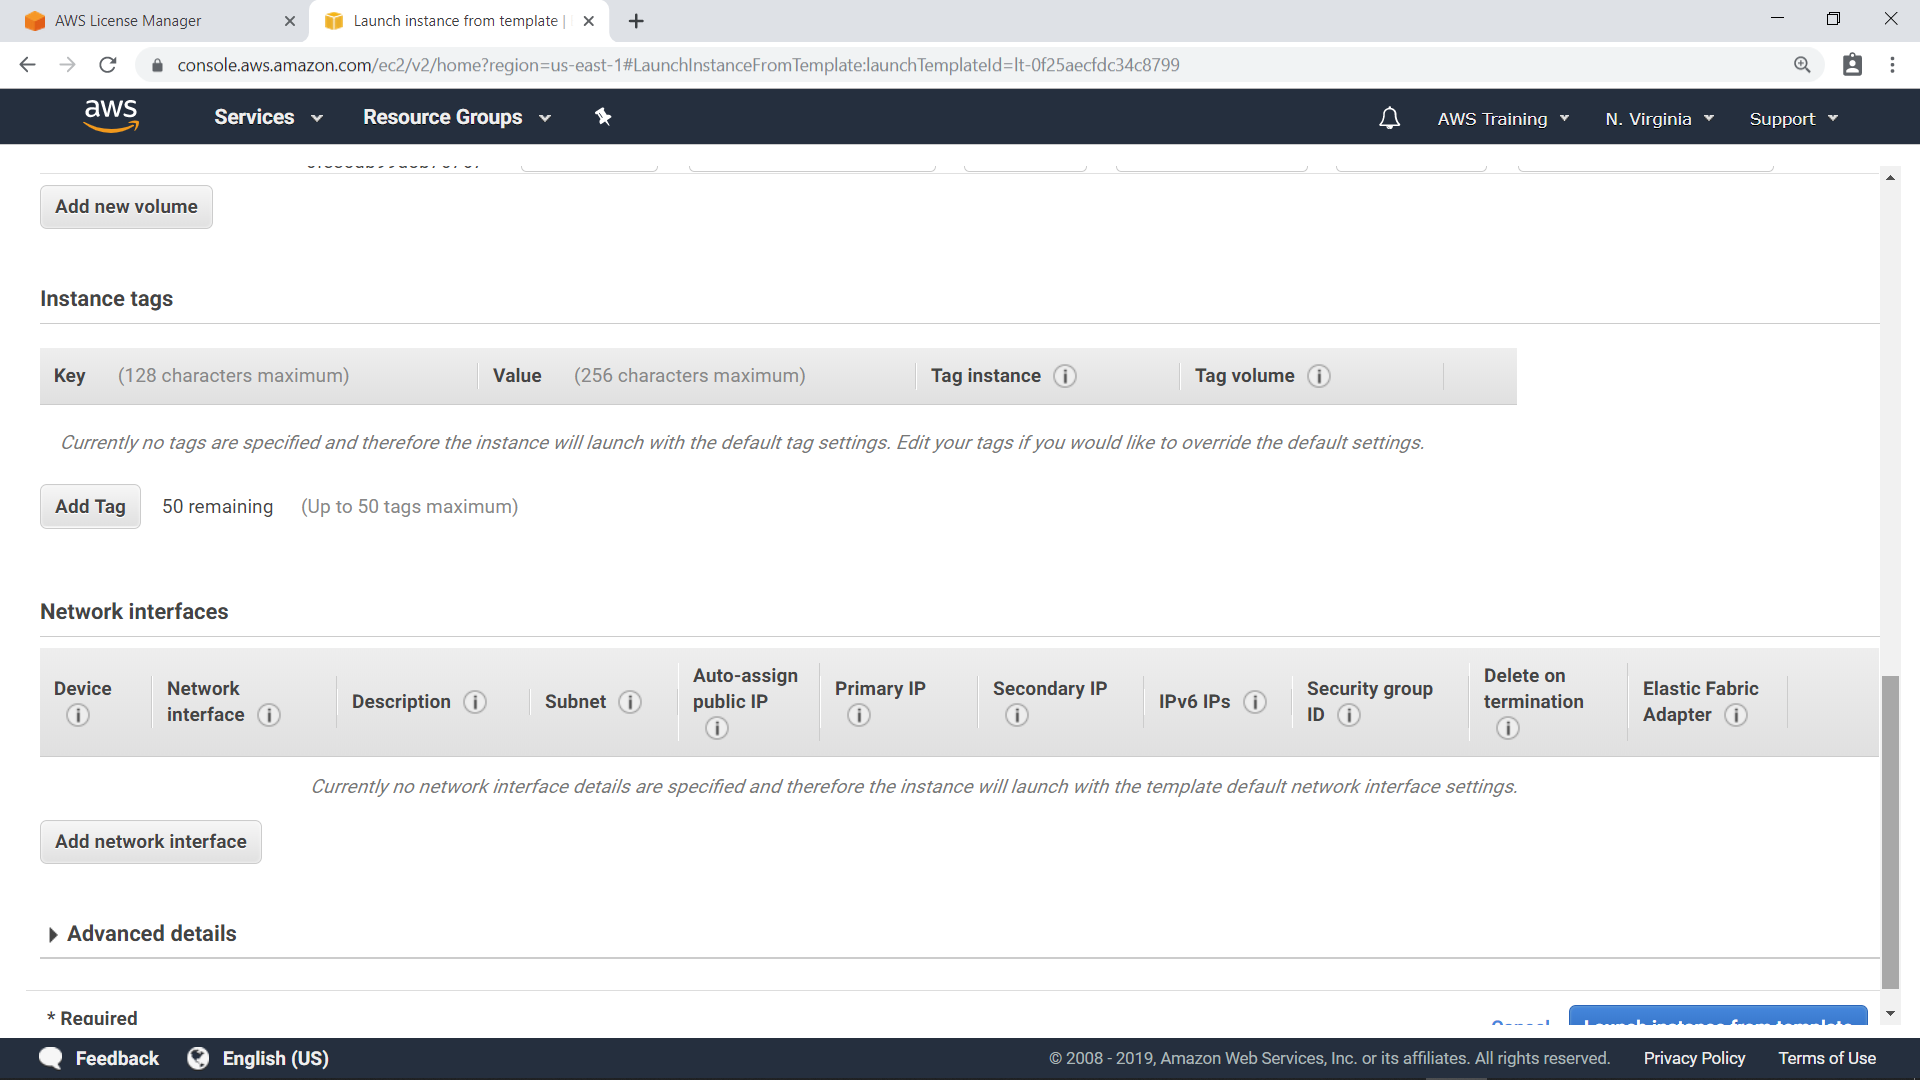 AWS License Manager
Launch instance from template |
console.aws.amazon.com/ec2/v2/home?region=us-east-1#LaunchInstanceFromTemplate:launchTemplateId=lt-0f25aecfdc34c8799
aws Services Resource Groups AWS Training N. Virginia Support
Add new volume
Instance tags
Key (128 characters maximum) Value (256 characters maximum) Tag instance Tag volume
Currently no tags are specified and therefore the instance will launch with the default tag settings. Edit your tags if you would like to override the default settings.
Add Tag 50 remaining (Up to 50 tags maximum)
Network interfaces
Device
Network interface
Description
Subnet
Auto-assign public IP
Primary IP
Secondary IP
IPv6 IPs
Security group ID
Delete on termination
Elastic Fabric Adapter
Currently no network interface details are specified and therefore the instance will launch with the template default network interface settings.
Add network interface
Advanced details
* Required
Cancel Launch instance from template
Feedback English (US) © 2008 - 2019, Amazon Web Services, Inc. or its affiliates. All rights reserved. Privacy Policy Terms of Use